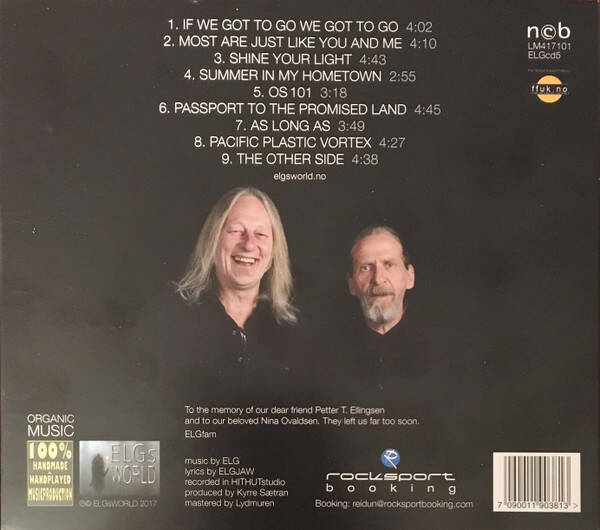 1. IF WE GOT TO GO WE GOT TO GO 4:02
2. MOST ARE JUST LIKE YOU AND ME 4:10
3. SHINE YOUR LIGHT 4:43
4. SUMMER IN MY HOMETOWN 2:55
5. OS 101 3:18
6. PASSPORT TO THE PROMISED LAND 4:45
7. AS LONG AS 3:49
8. PACIFIC PLASTIC VORTEX 4:27
9. THE OTHER SIDE 4:38
elgsworld.no
n©b
LM417101
ELGcd5
ffuk.no
To the memory of our dear friend Petter T. Ellingsen
and to our beloved Nina Ovaldsen. They left us far too soon.
ELGfam
ORGANIC
MUSIC
100%
HANDMADE
HANDPLAYED
MUSICPRODUCTION
ELGs
WORLD
©© ELGsWORLD 2017
music by ELG
lyrics by ELGJAW
recorded in HITHUTstudio
produced by Kyrre Sætran
mastered by Lydmuren
rocksport
booking
Booking: reidun@rocksportbooking.com
7 090011 903813 >